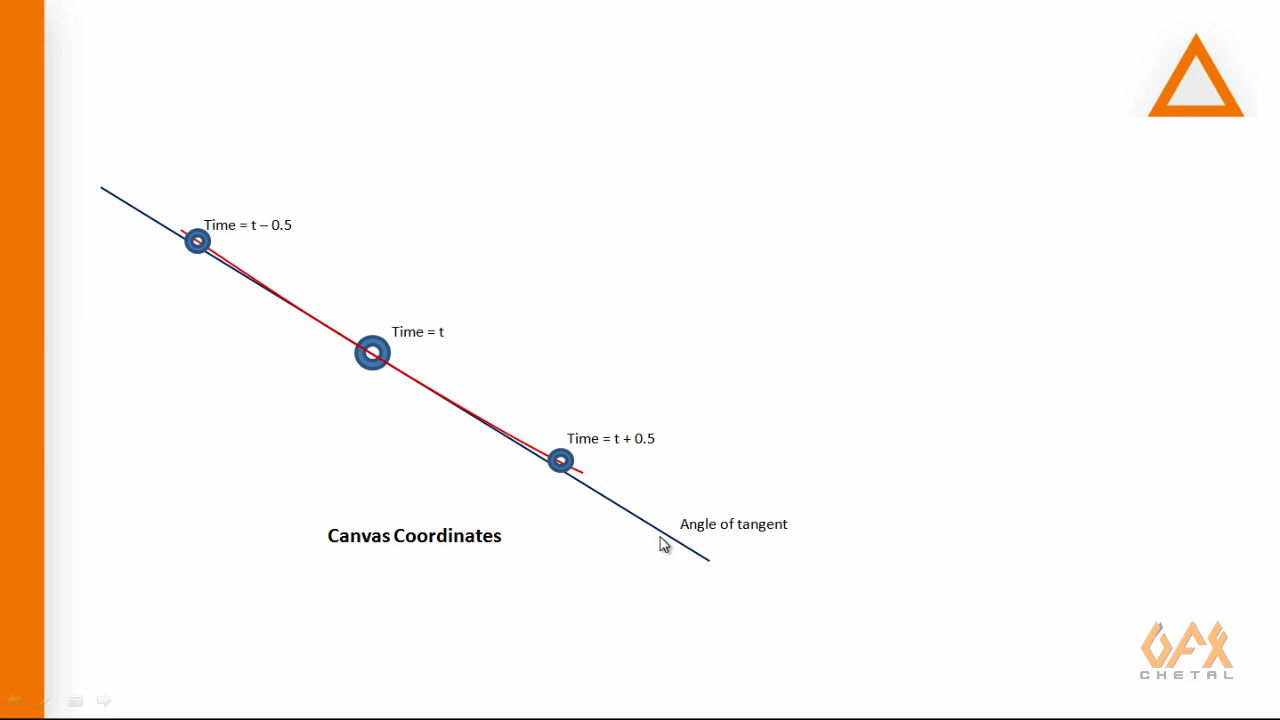 Time = t – 0.5
Time = t
Time = t + 0.5
Angle of tangent
Canvas Coordinates
CHETAL